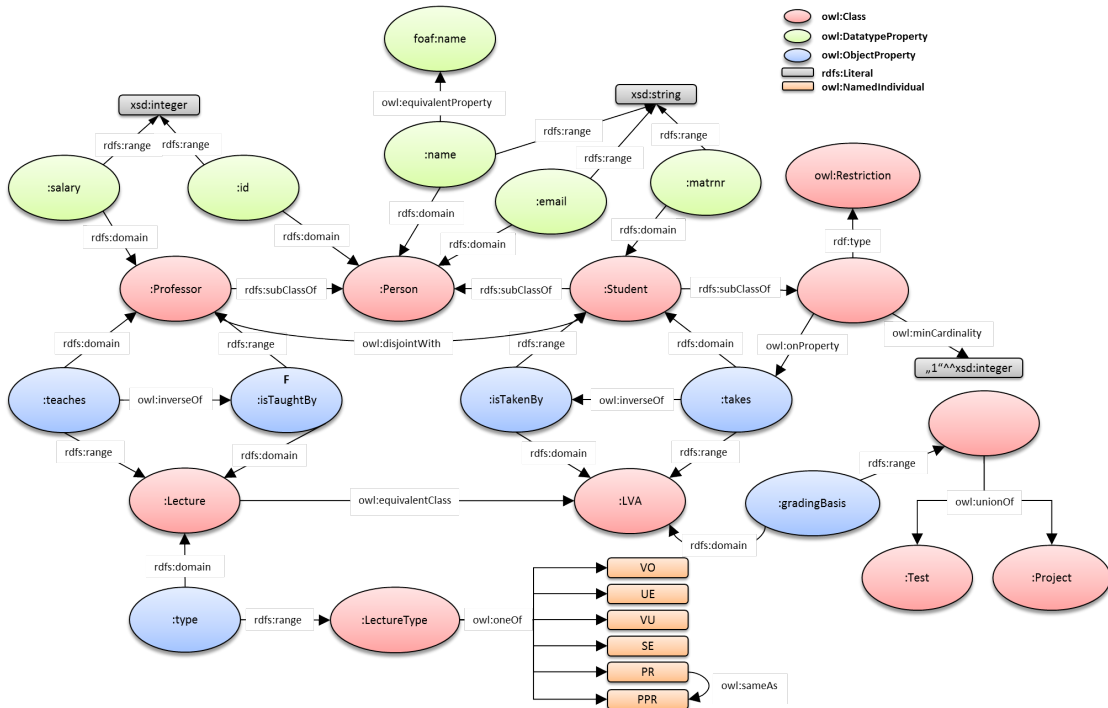 owl:Class
owl:DatatypeProperty
owl:ObjectProperty
rdfs:Literal
owl:NamedIndividual
foaf:name
owl:equivalentProperty
xsd:integer
xsd:string
rdfs:range
rdfs:range
rdfs:range
rdfs:range
rdfs:range
:name
:salary
:id
:email
:matrnr
owl:Restriction
rdfs:domain
rdfs:domain
rdfs:domain
rdfs:domain
rdfs:domain
rdf:type
:Professor
rdfs:subClassOf
:Person
rdfs:subClassOf
:Student
rdfs:subClassOf
owl:minCardinality
rdfs:domain
rdfs:range
owl:disjointWith
rdfs:range
rdfs:domain
owl:onProperty
„1“^^xsd:integer
:teaches
owl:inverseOf
F
:isTaughtBy
:isTakenBy
owl:inverseOf
:takes
rdfs:range
rdfs:domain
rdfs:domain
rdfs:range
rdfs:range
:Lecture
owl:equivalentClass
:LVA
:gradingBasis
owl:unionOf
rdfs:domain
rdfs:domain
:Test
:Project
:type
rdfs:range
:LectureType
owl:oneOf
VO
UE
VU
SE
PR
PPR
owl:sameAs